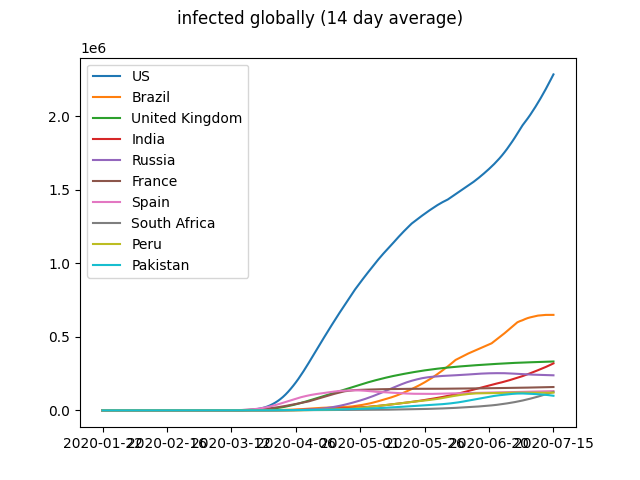 infected globally (14 day average)
1e6
US
Brazil
United Kingdom
India
Russia
France
Spain
South Africa
Peru
Pakistan
2.0
1.5
1.0
0.5
0.0
2020-01-22 2020-02-16 2020-03-12 2020-04-06 2020-05-01 2020-05-26 2020-06-20 2020-07-15